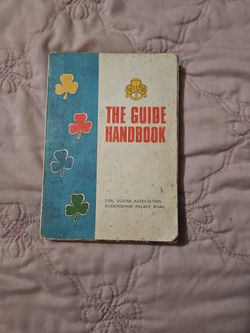 THE GUIDE
HANDBOOK
GIRL GUIDES ASSOCIATION
BUCKINGHAM PALACE ROAD